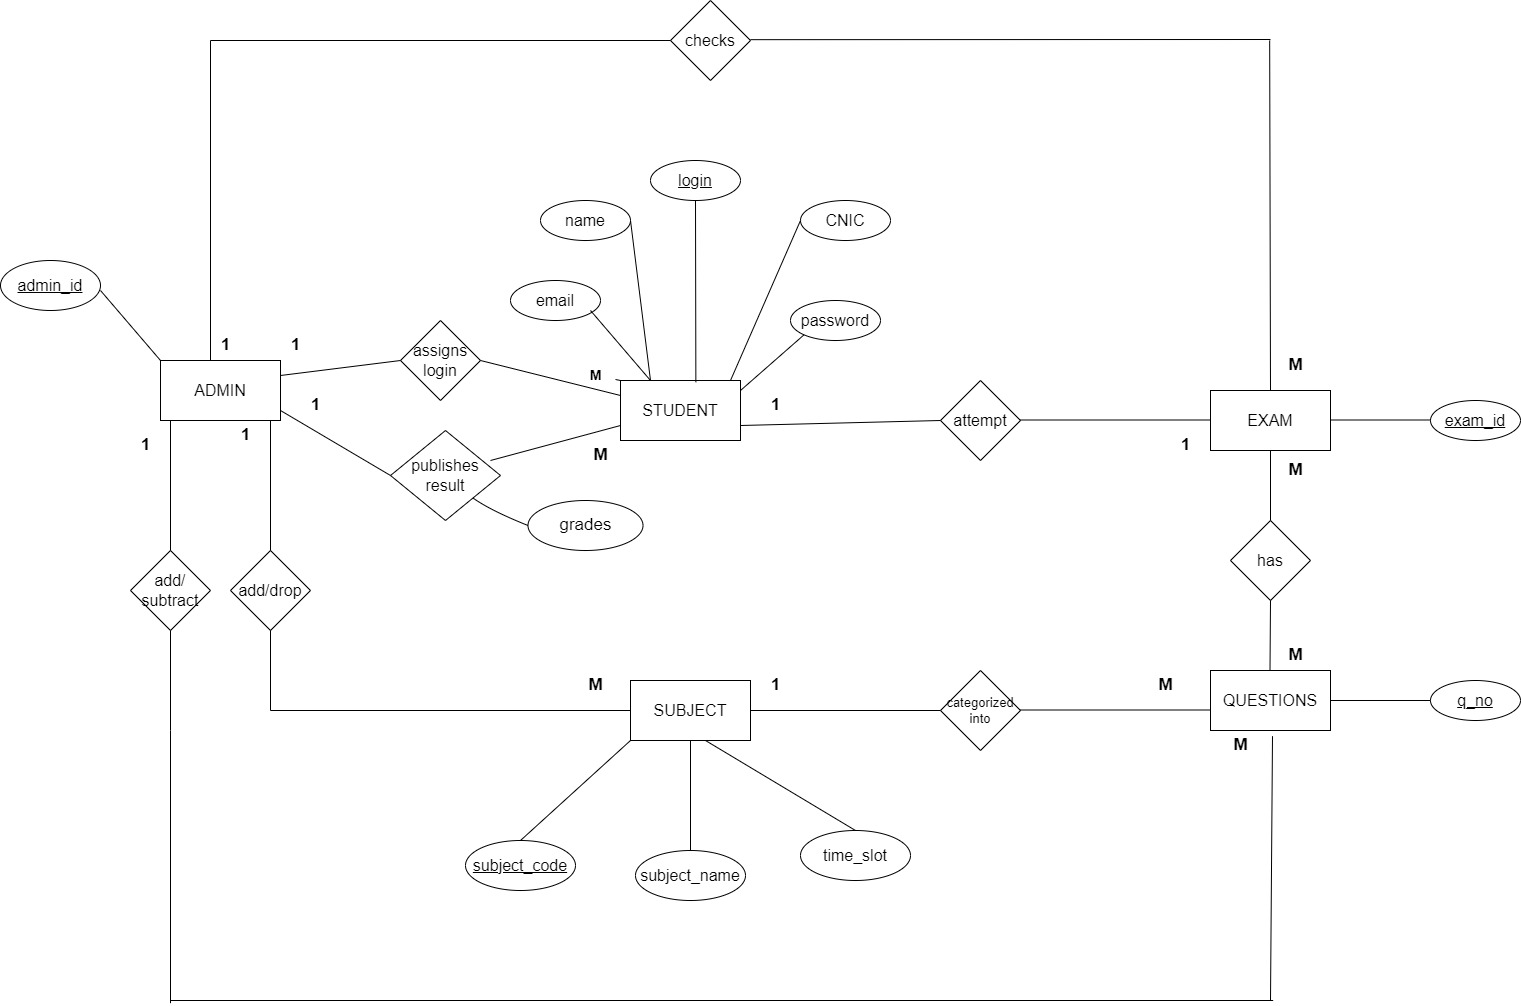 checks
login
name
CNIC
admin_id
email
password
1
1
assigns
login
M
M
ADMIN
1
STUDENT
1
attempt
EXAM
exam_id
1
1
M
1
publishes
result
M
grades
add/
subtract
add/drop
has
M
M
1
M
SUBJECT
categorized
into
QUESTIONS
q_no
M
subject_code
subject_name
time_slot